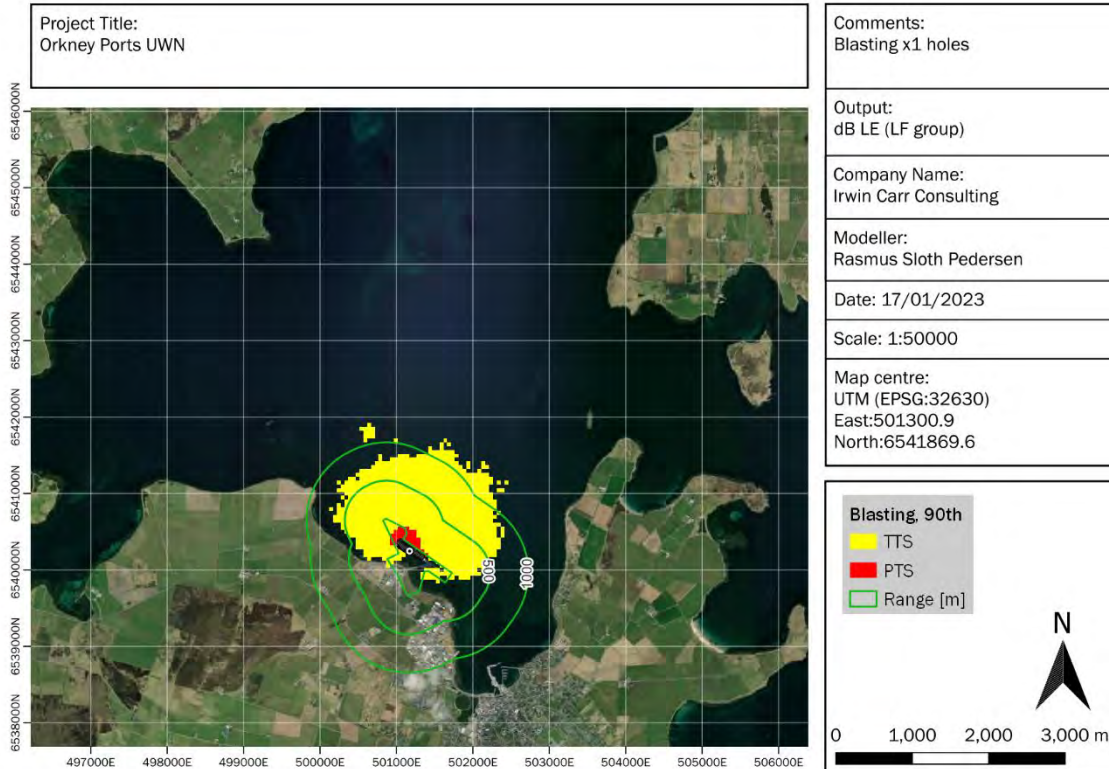 Project Title:
Orkney Ports UWN
Comments:
Blasting x1 holes
Output:
dB LE (LF group)
Company Name:
Irwin Carr Consulting
Modeller:
Rasmus Sloth Pedersen
Date: 17/01/2023
Scale: 1:50000
Map centre:
UTM (EPSG:32630)
East:501300.9
North:6541869.6
6546000N
6545000N
6544000N
6543000N
6542000N
6541000N
6540000N
6539000N
6538000N
500
1000
497000E 498000E 499000E 500000E 501000E 502000E 503000E 504000E 505000E 506000E
Blasting, 90th
TTS
PTS
Range [m]
N
0 1,000 2,000 3,000 m